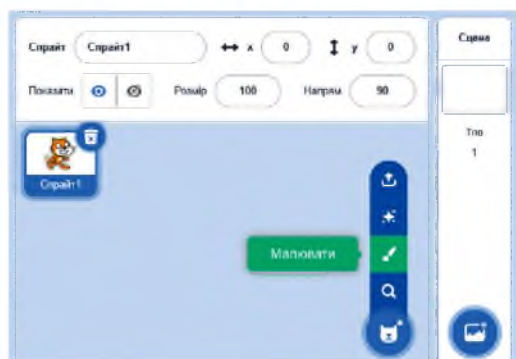 Спрайт Спрайт1 x 0 y 0
Показати Розмір 100 Напрям 90
Спрайт1
Малювати
Сцена
Тло
1